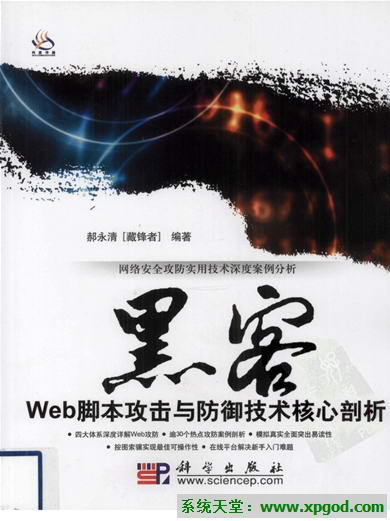 郝永清 [藏锋者] 编著
网络安全攻防实用技术深度案例分析
黑客
Web脚本攻击与防御技术核心剖析
• 四大体系深度详解Web攻防 • 逾30个热点攻防案例剖析 • 模拟真实全面突出易读性
• 按图索骥实现最佳可操作性 • 在线平台解决新手入门难题
科学出版社
www.sciencep.com
系统天堂：www.xpgod.com